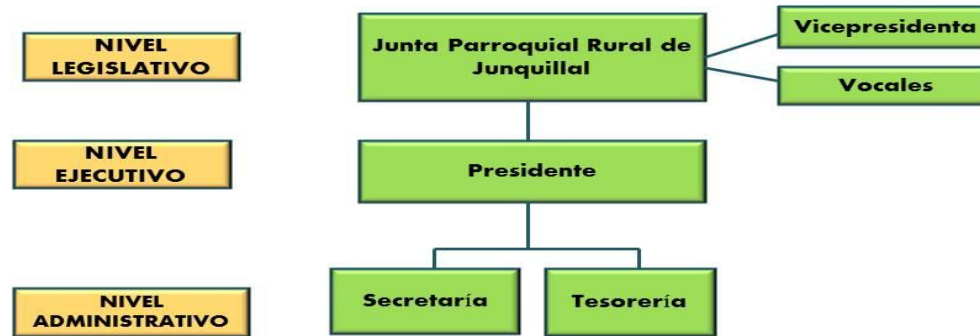 NIVEL
LEGISLATIVO
Junta Parroquial Rural de
Junquillal
Vicepresidenta
Vocales
NIVEL
EJECUTIVO
Presidente
NIVEL
ADMINISTRATIVO
Secretaría
Tesorería